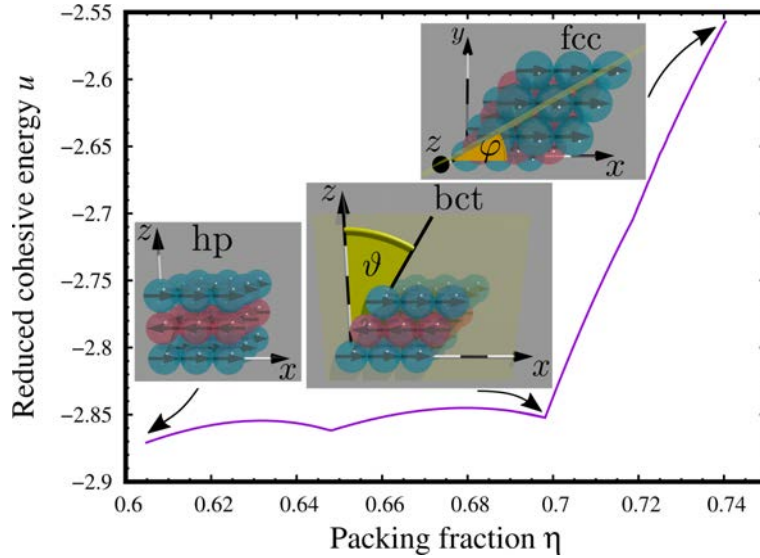 Reduced cohesive energy u
−2.55
−2.6
−2.65
−2.7
−2.75
−2.8
−2.85
−2.9
fcc
y
z
φ
x
bct
z
ϑ
x
hp
z
x
0.6
0.62
0.64
0.66
0.68
0.7
0.72
0.74
Packing fraction η